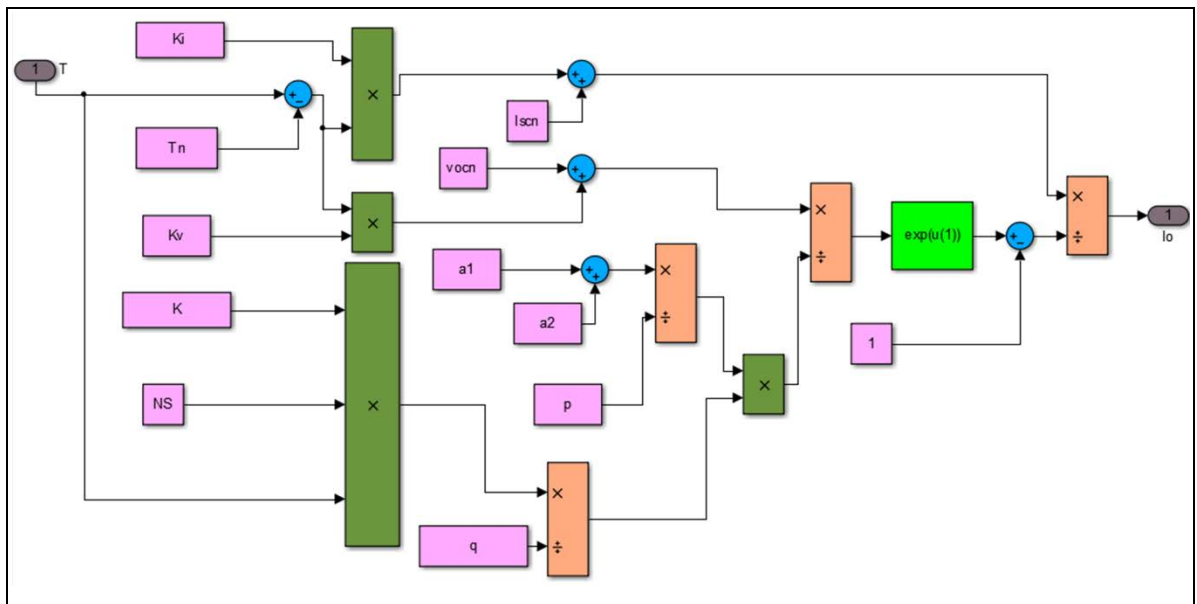 Ki
1
T
×
Iscn
Tn
vocn
×
÷
1
Io
×
Kv
×
÷
exp(u(1))
a1
K
×
÷
a2
1
NS
×
p
×
×
÷
q